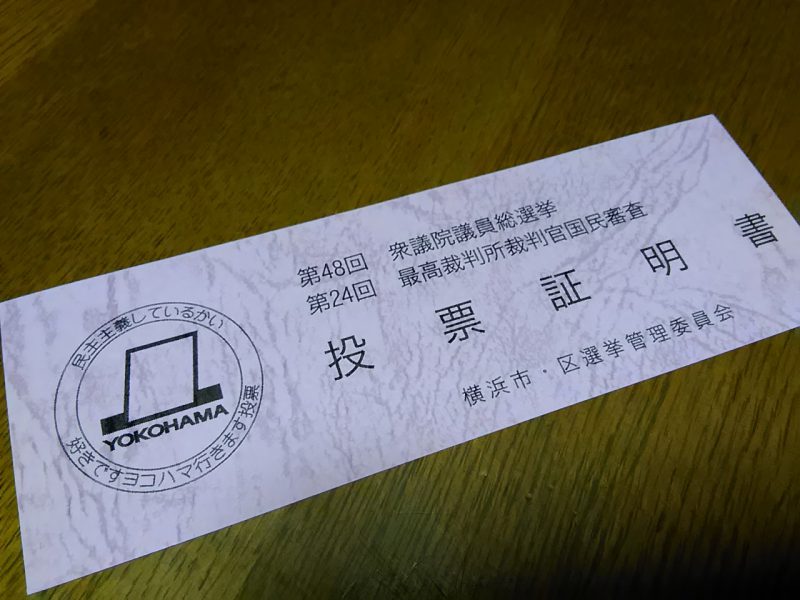 第48回 衆議院議員総選挙
第24回 最高裁判所裁判官国民審査
投票証明書
横浜市・区選挙管理委員会
民主主義しているかい
YOKOHAMA
好きですヨコハマ行きます投票